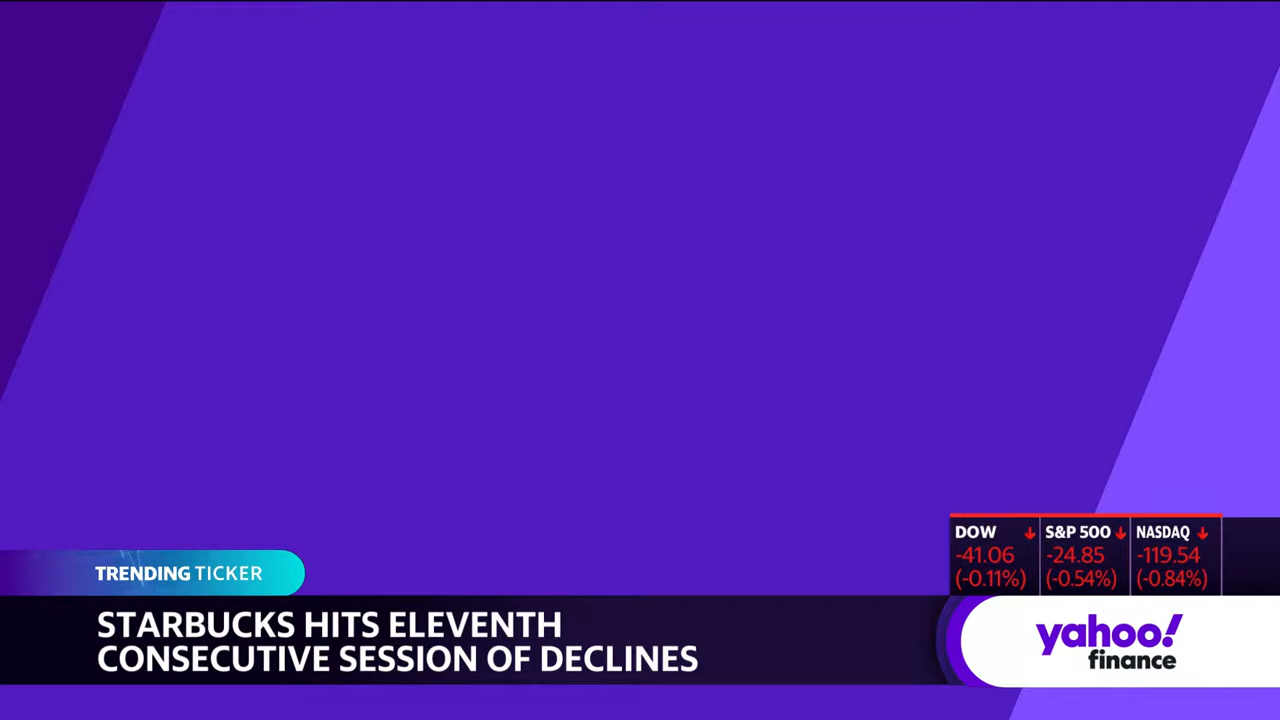 DOW
-41.06
(-0.11%)
S&P 500
-24.85
(-0.54%)
NASDAQ
-119.54
(-0.84%)
TRENDING TICKER
STARBUCKS HITS ELEVENTH
CONSECUTIVE SESSION OF DECLINES
yahoo!
finance